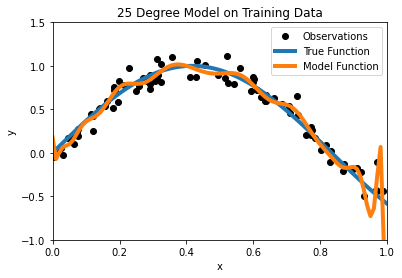 25 Degree Model on Training Data
Observations
True Function
Model Function
y
1.5
1.0
0.5
0.0
−0.5
−1.0
0.0
0.2
0.4
0.6
0.8
1.0
x